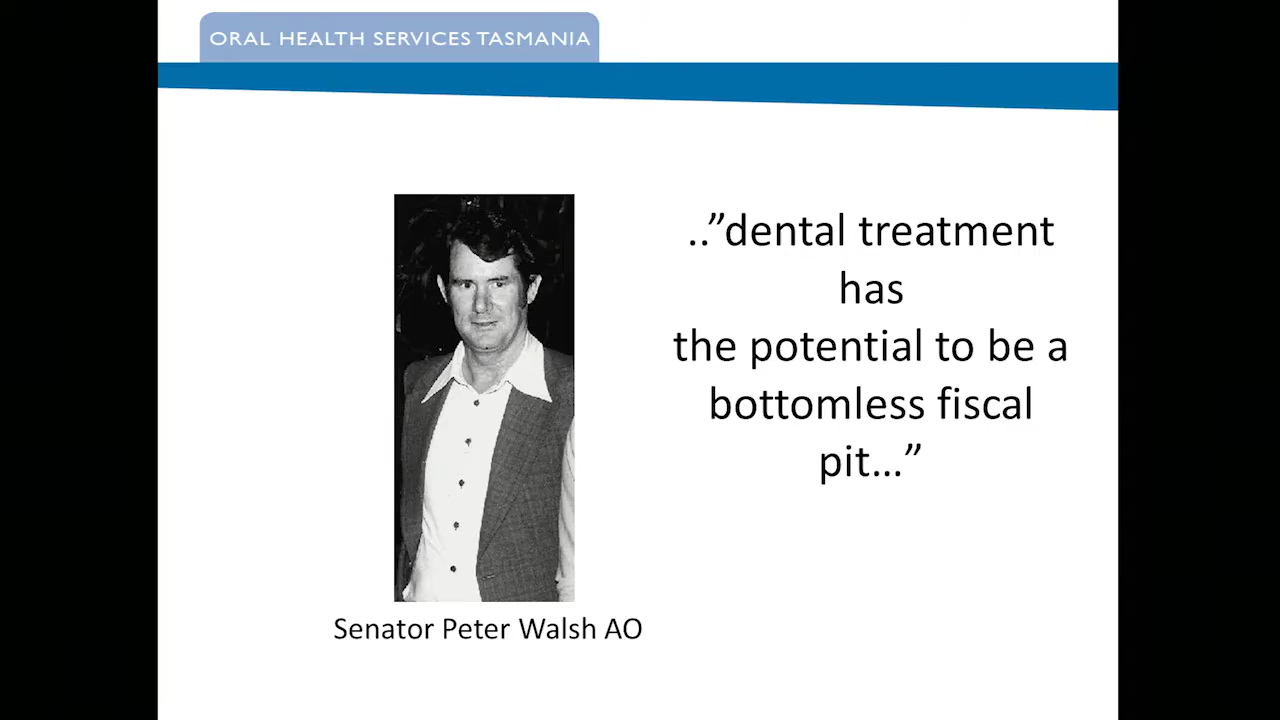 ORAL HEALTH SERVICES TASMANIA
..”dental treatment
has
the potential to be a
bottomless fiscal
pit...”
Senator Peter Walsh AO